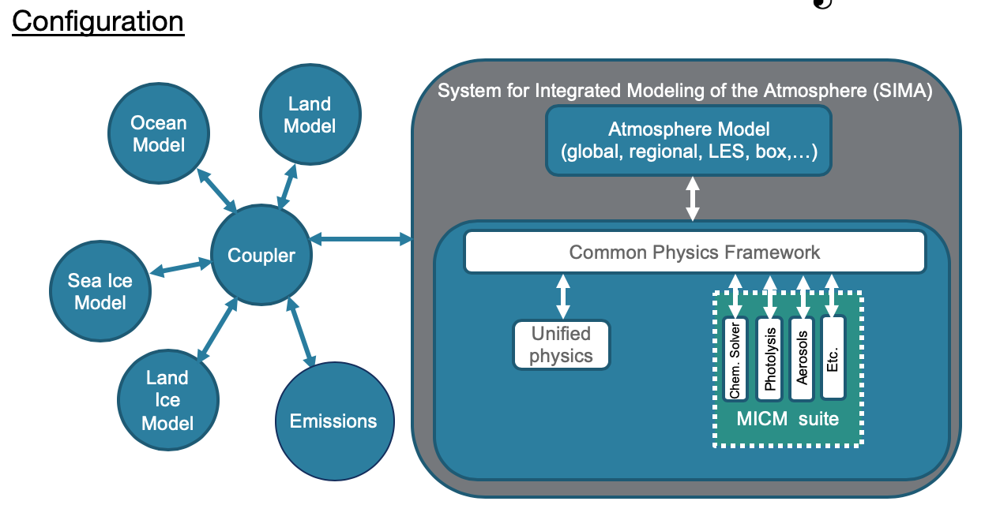 Configuration
Ocean
Model
Land
Model
Coupler
Sea Ice
Model
Land
Ice
Model
Emissions
System for Integrated Modeling of the Atmosphere (SIMA)
Atmosphere Model
(global, regional, LES, box,...)
Common Physics Framework
Unified
physics
Chem. Solver
Photolysis
Aerosols
Etc.
MICM suite